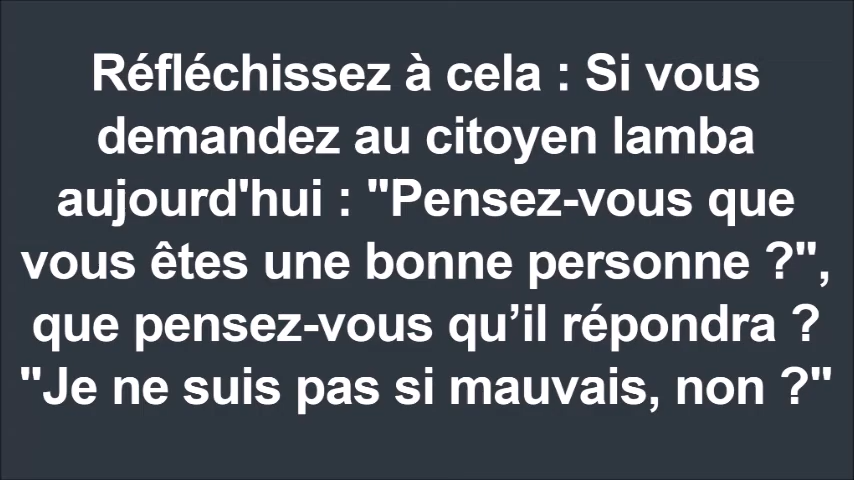 Réfléchissez à cela : Si vous
demandez au citoyen lamba
aujourd'hui : "Pensez-vous que
vous êtes une bonne personne ?",
que pensez-vous qu’il répondra ?
"Je ne suis pas si mauvais, non ?"